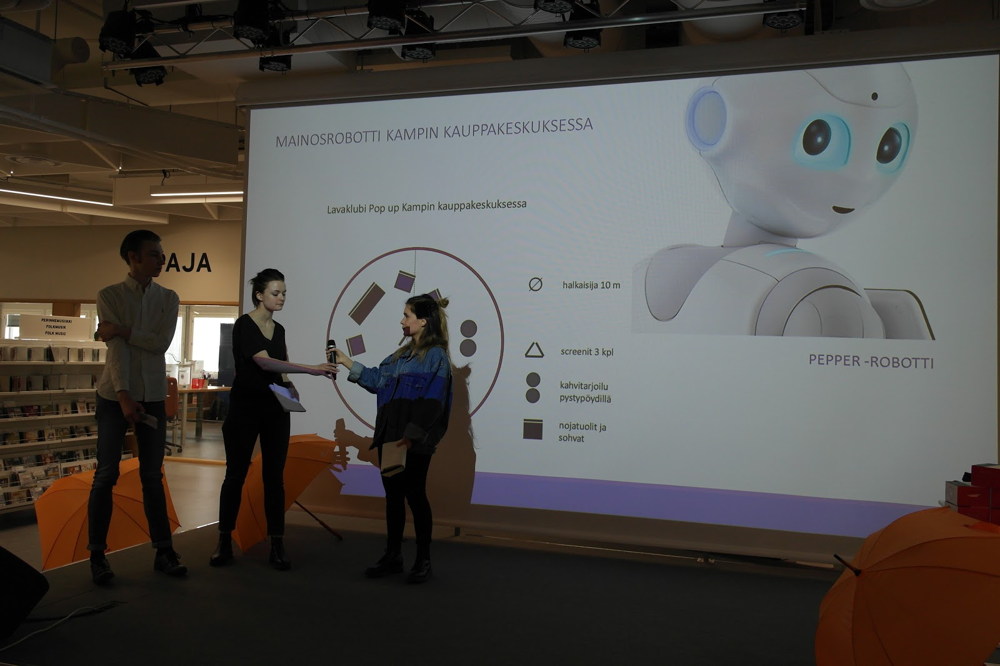 MAINOSROBOTTI KAMPIN KAUPPAKESKUKSESSA
Lavaklubi Pop up Kampin kauppakeskuksessa
halkaisija 10 m
screenit 3 kpl
kahvitarjoilu
pystypöydillä
nojatuolit ja
sohvat
PEPPER -ROBOTTI
AJA
PERINNEMUSIIKKI
FOLKMUSIK
FOLK MUSIC